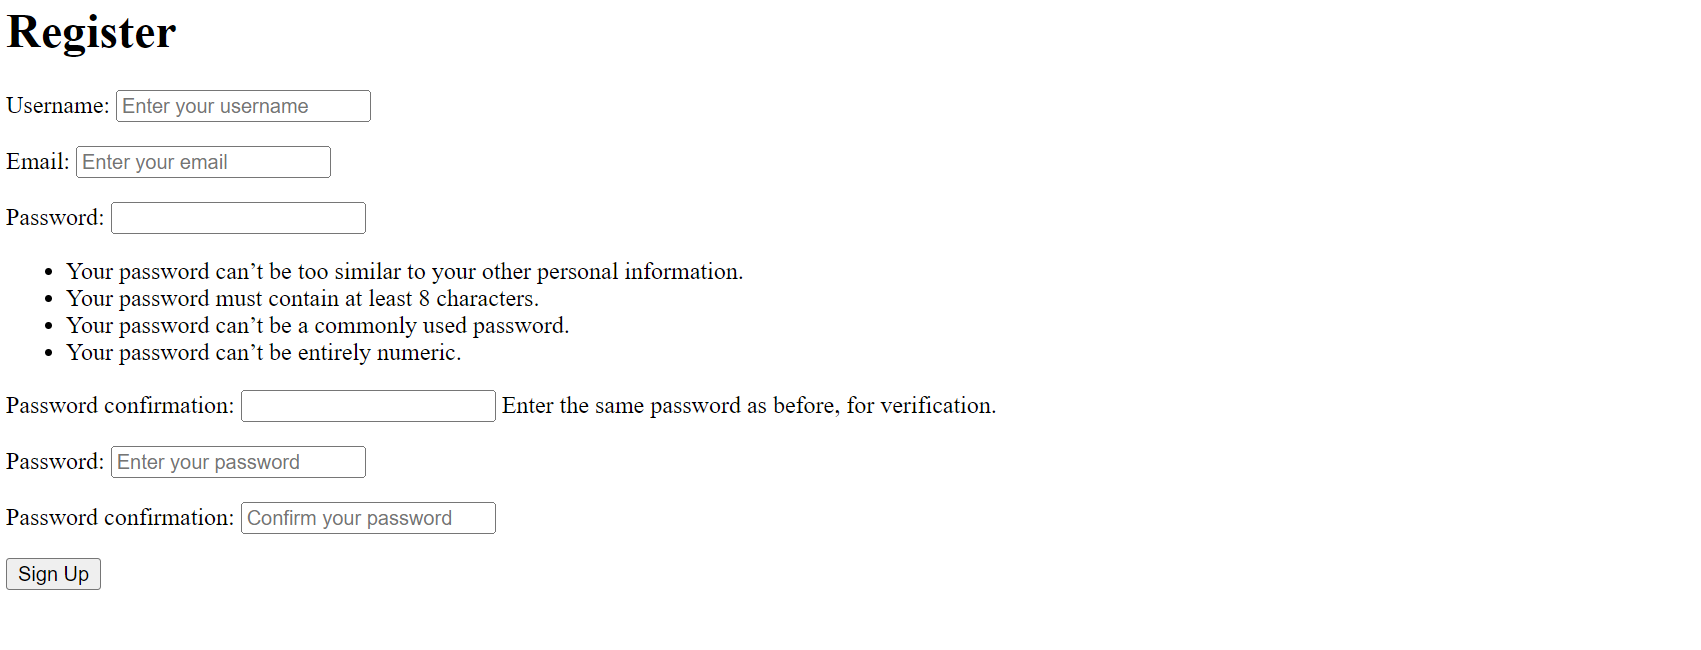 Register
Username: Enter your username
Email: Enter your email
Password:
Your password can’t be too similar to your other personal information.
Your password must contain at least 8 characters.
Your password can’t be a commonly used password.
Your password can’t be entirely numeric.
Password confirmation: Enter the same password as before, for verification.
Password: Enter your password
Password confirmation: Confirm your password
Sign Up